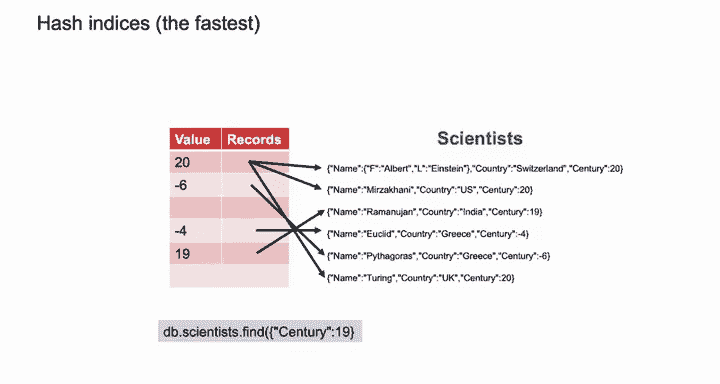 Hash indices (the fastest)
Value Records
Scientists
20
{"Name":{"F":"Albert","L":"Einstein"},"Country":"Switzerland","Century":20}
-6
{"Name":"Mirzakhani","Country":"US","Century":20}
{"Name":"Ramanujan","Country":"India","Century":19}
-4
{"Name":"Euclid","Country":"Greece","Century":-4}
19
{"Name":"Pythagoras","Country":"Greece","Century":-6}
{"Name":"Turing","Country":"UK","Century":20}
db.scientists.find({"Century":19}